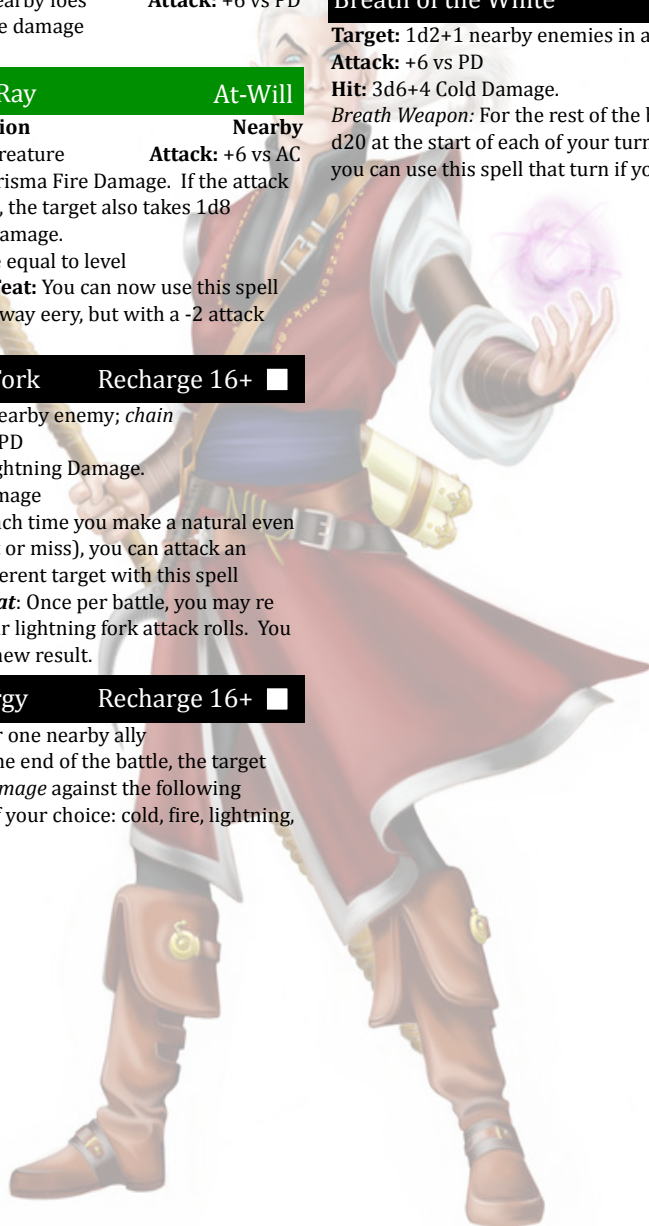 earby foes Attack: +6 vs PD
e damage
Ray At-Will
ion Nearby
reature Attack: +6 vs AC
risma Fire Damage. If the attack
, the target also takes 1d8
amage.
e equal to level
eat: You can now use this spell
way eery, but with a -2 attack
ork Recharge 16+
earby enemy; chain
PD
ghtning Damage.
mage
ach time you make a natural even
t or miss), you can attack an
erent target with this spell
at: Once per battle, you may re
ur lightning fork attack rolls. You
new result.
rgy Recharge 16+
r one nearby ally
he end of the battle, the target
mage against the following
f your choice: cold, fire, lightning,
Breath of the White
Target: 1d2+1 nearby enemies in a
Attack: +6 vs PD
Hit: 3d6+4 Cold Damage.
Breath Weapon: For the rest of the b
d20 at the start of each of your turn
you can use this spell that turn if yo